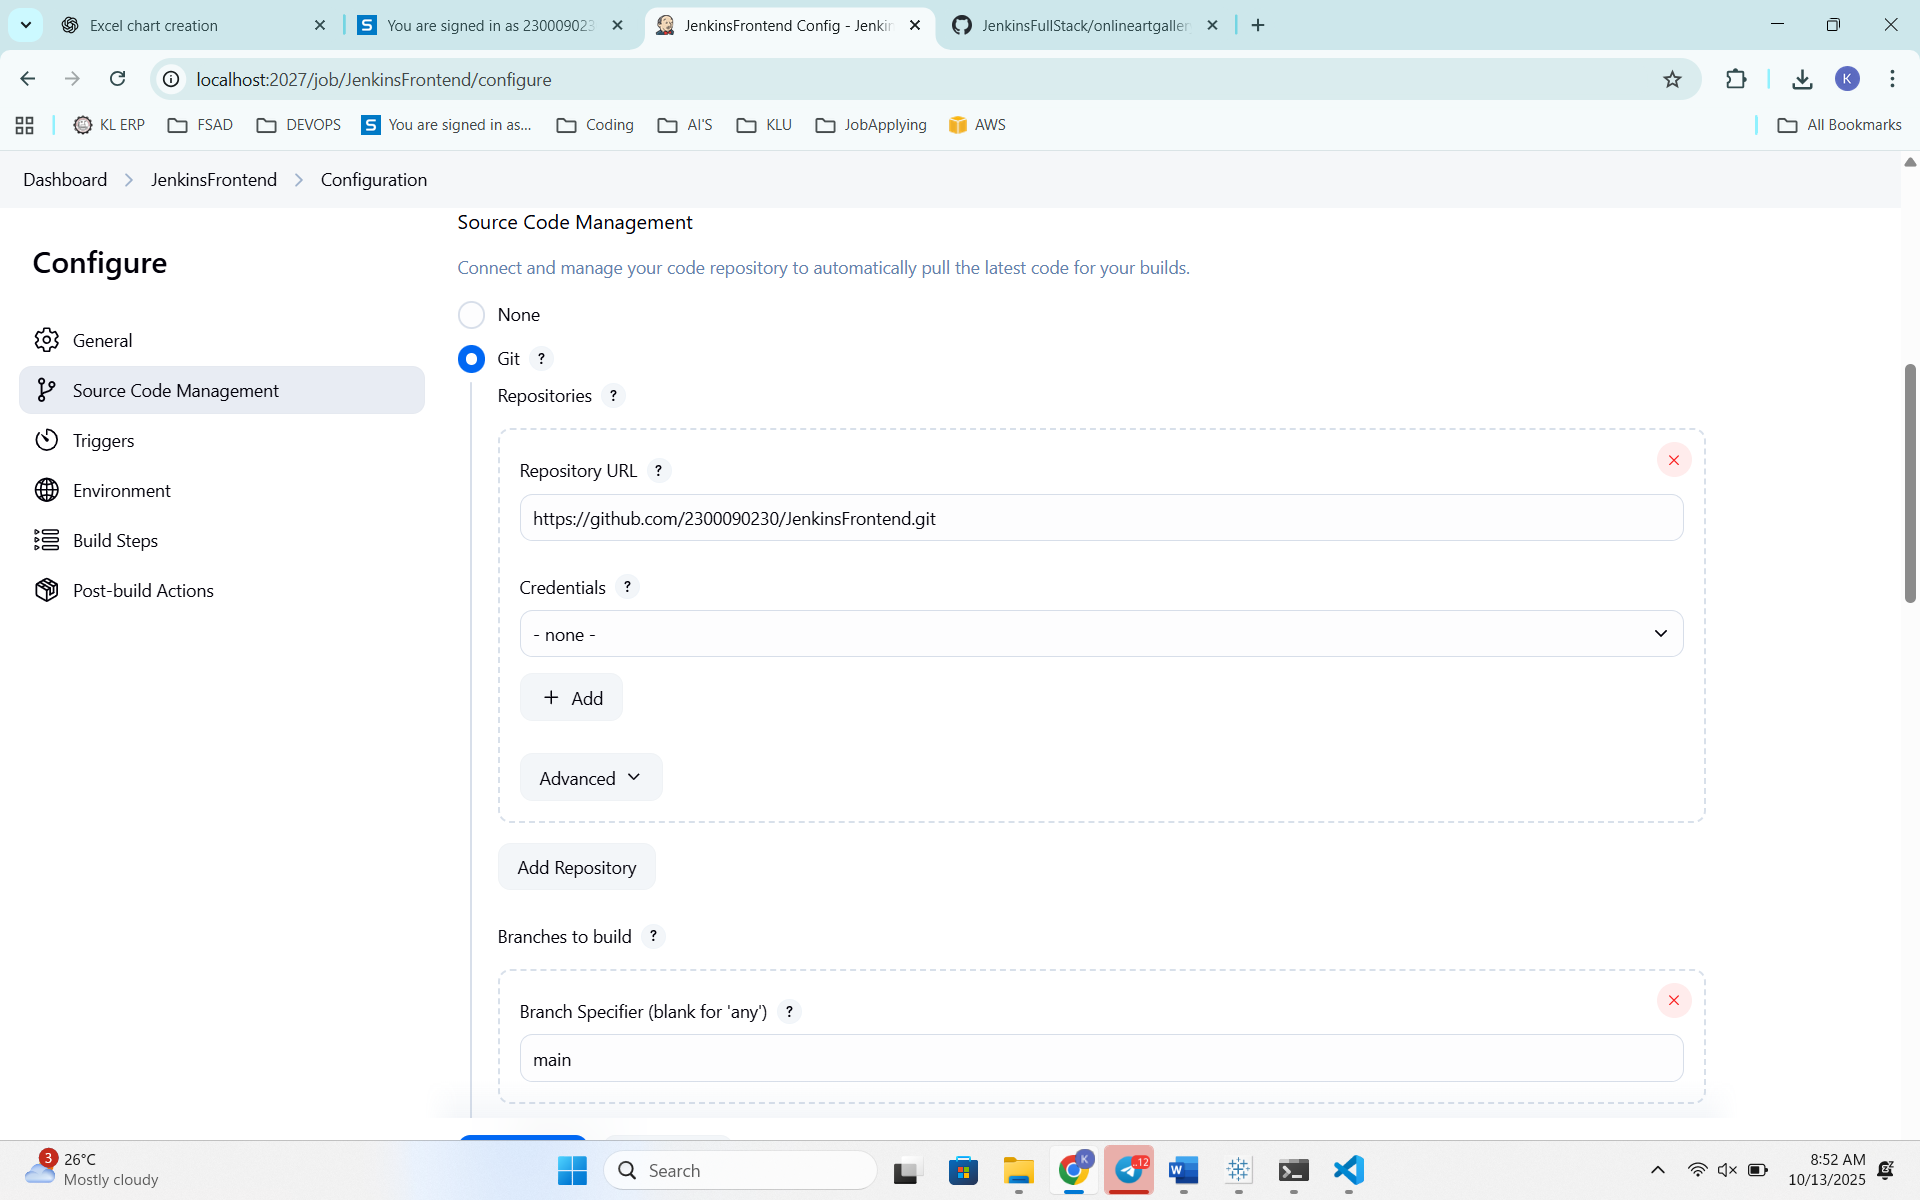 Excel chart creation
You are signed in as 230009023
JenkinsFrontend Config - Jenkin
JenkinsFullStack/onlineartgaller
localhost:2027/job/JenkinsFrontend/configure
K
KL ERP
FSAD
DEVOPS
You are signed in as...
Coding
AI'S
KLU
JobApplying
AWS
All Bookmarks
Dashboard > JenkinsFrontend > Configuration
Configure
General
Source Code Management
Triggers
Environment
Build Steps
Post-build Actions
Source Code Management
Connect and manage your code repository to automatically pull the latest code for your builds.
None
Git ?
Repositories ?
Repository URL ?
https://github.com/2300090230/JenkinsFrontend.git
Credentials ?
- none -
+ Add
Advanced
Add Repository
Branches to build ?
Branch Specifier (blank for 'any') ?
main
3
26°C
Mostly cloudy
Search
K
..12
8:52 AM
10/13/2025